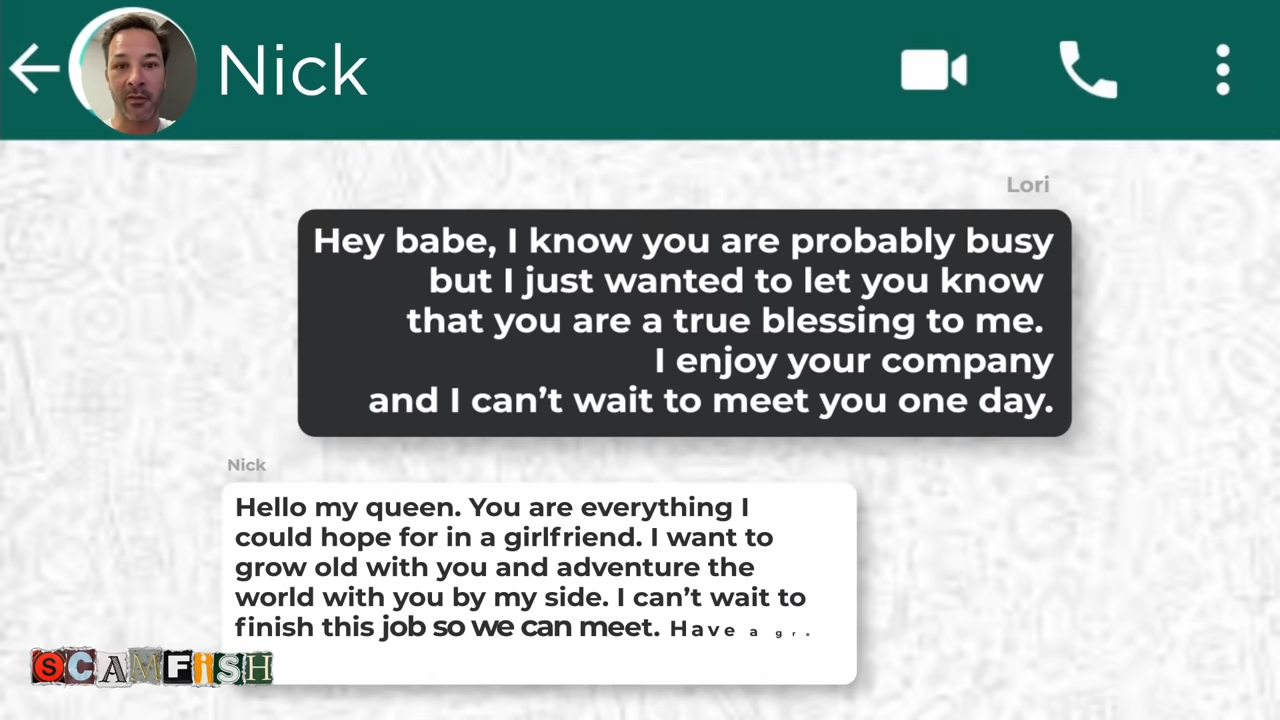 Nick
Lori
Hey babe, I know you are probably busy
but I just wanted to let you know
that you are a true blessing to me.
I enjoy your company
and I can’t wait to meet you one day.
Nick
Hello my queen. You are everything I
could hope for in a girlfriend. I want to
grow old with you and adventure the
world with you by my side. I can’t wait to
finish this job so we can meet. Have a
SCAMFISH